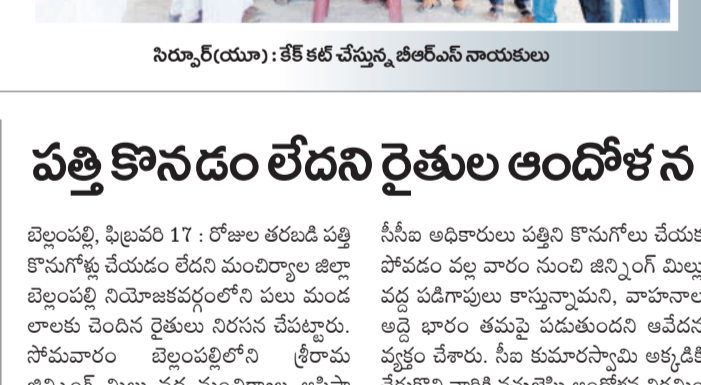 సిర్పూర్(యూ) : కేక్ కట్ చేస్తున్న బీఆర్ఎస్ నాయకులు
పత్తి కొనడం లేదని రైతుల ఆందోళన
బెల్లంపల్లి, ఫిబ్రవరి 17 : రోజుల తరబడి పత్తి
కొనుగోళ్లు చేయడం లేదని మంచిర్యాల జిల్లా
బెల్లంపల్లి నియోజకవర్గంలోని పలు మండ
లాలకు చెందిన రైతులు నిరసన చేపట్టారు.
సోమవారం బెల్లంపల్లిలోని శ్రీరామ
సీసీఐ అధికారులు పత్తిని కొనుగోలు చేయక
పోవడం వల్ల వారం నుంచి జిన్నింగ్ మిల్లు
వద్ద పడిగాపులు కాస్తున్నామని, వాహనాల
అద్దె భారం తమపై పడుతుందని ఆవేదన
వ్యక్తం చేశారు. సీఐ కుమారస్వామి అక్కడికి